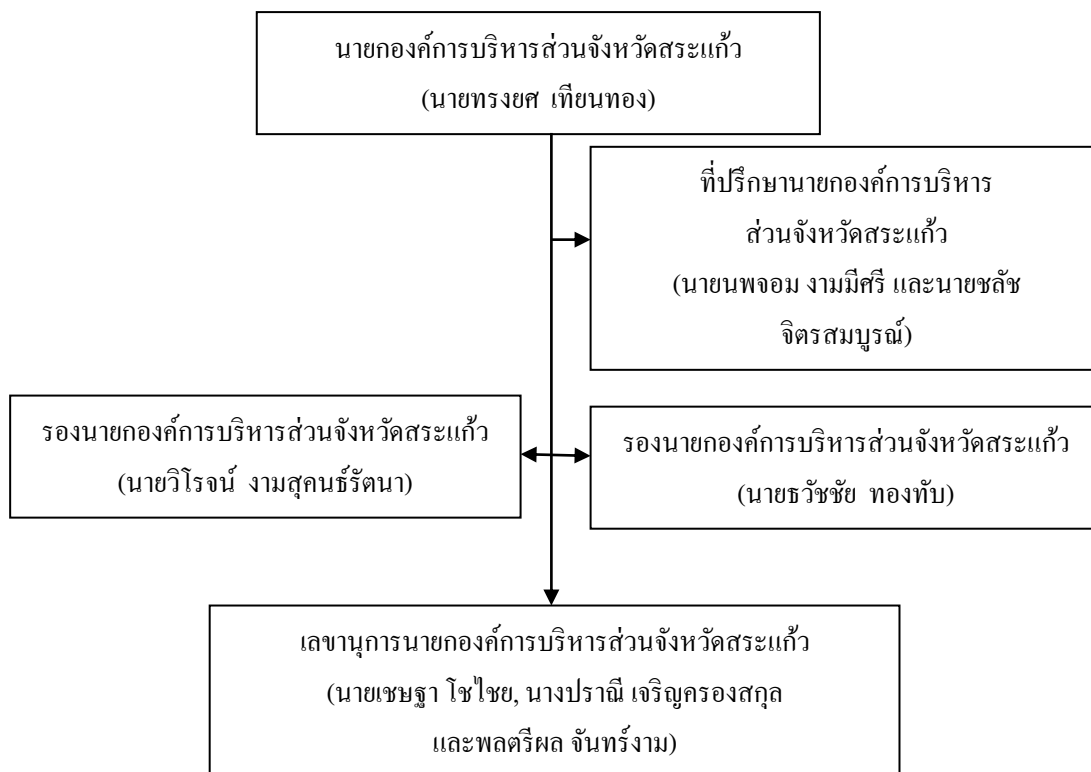 นายกองค์การบริหารส่วนจังหวัดสระแก้ว
(นายทรงยศ เทียนทอง)
ที่ปรึกษานายกองค์การบริหาร
ส่วนจังหวัดสระแก้ว
(นายนพจอม งามมีศรี และนายชลัช
จิตรสมบูรณ์)
รองนายกองค์การบริหารส่วนจังหวัดสระแก้ว
(นายวิโรจน์ งามสุคนธ์รัตนา)
รองนายกองค์การบริหารส่วนจังหวัดสระแก้ว
(นายธวัชชัย ทองทับ)
เลขานุการนายกองค์การบริหารส่วนจังหวัดสระแก้ว
(นายเชษฐา โชไชย, นางปราณี เจริญครองสกุล
และพลตรีผล จันทร์งาม)